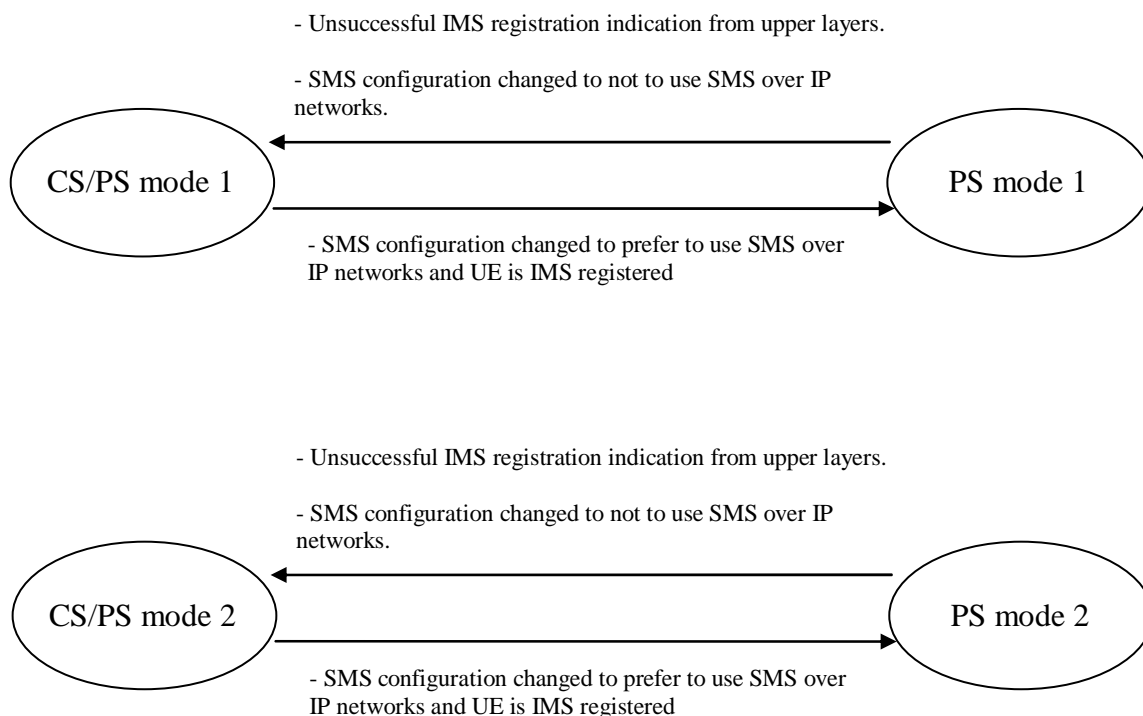 - Unsuccessful IMS registration indication from upper layers.
- SMS configuration changed to not to use SMS over IP
networks.
CS/PS mode 1
PS mode 1
- SMS configuration changed to prefer to use SMS over
IP networks and UE is IMS registered
- Unsuccessful IMS registration indication from upper layers.
- SMS configuration changed to not to use SMS over IP
networks.
CS/PS mode 2
PS mode 2
- SMS configuration changed to prefer to use SMS over
IP networks and UE is IMS registered